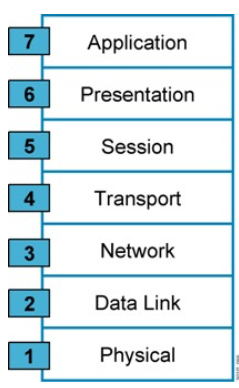 7 Application
6 Presentation
5 Session
4 Transport
3 Network
2 Data Link
1 Physical